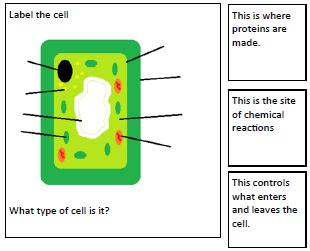 Label the cell
What type of cell is it?
This is where
proteins are
made.
This is the site
of chemical
reactions
This controls
what enters
and leaves the
cell.